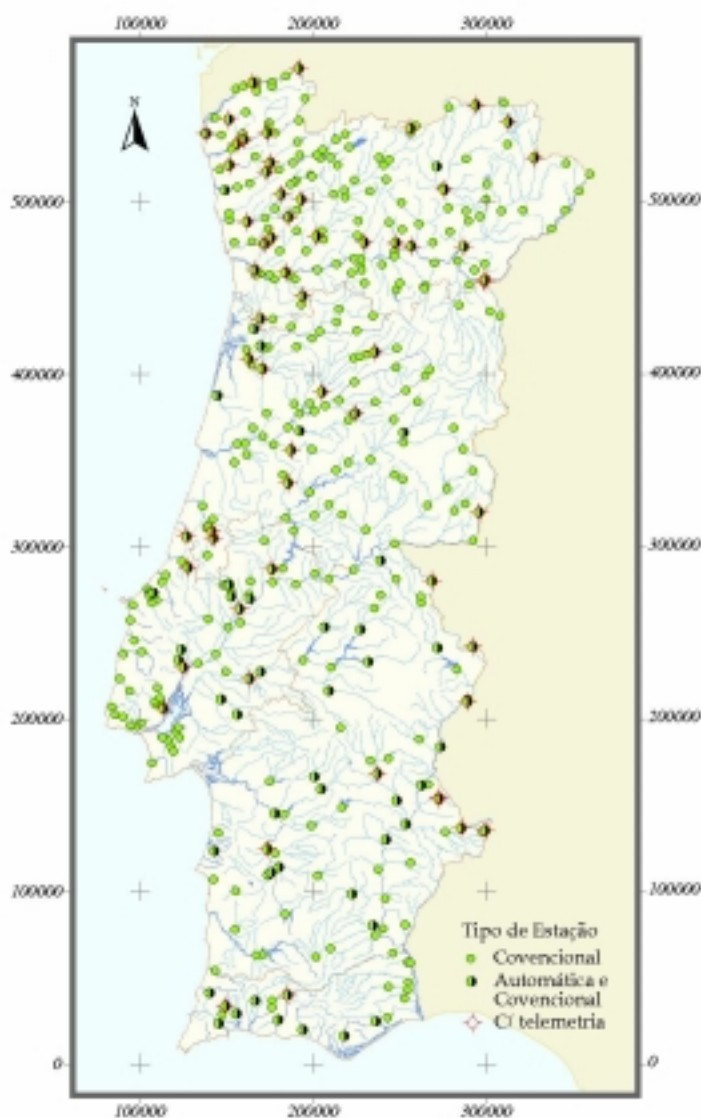 100000 200000 300000
N
500000 500000
400000 400000
300000 300000
200000 200000
100000 100000
Tipo de Estação
Covencional
Automática e
Covencional
C/ telemetria
0 0
100000 200000 300000